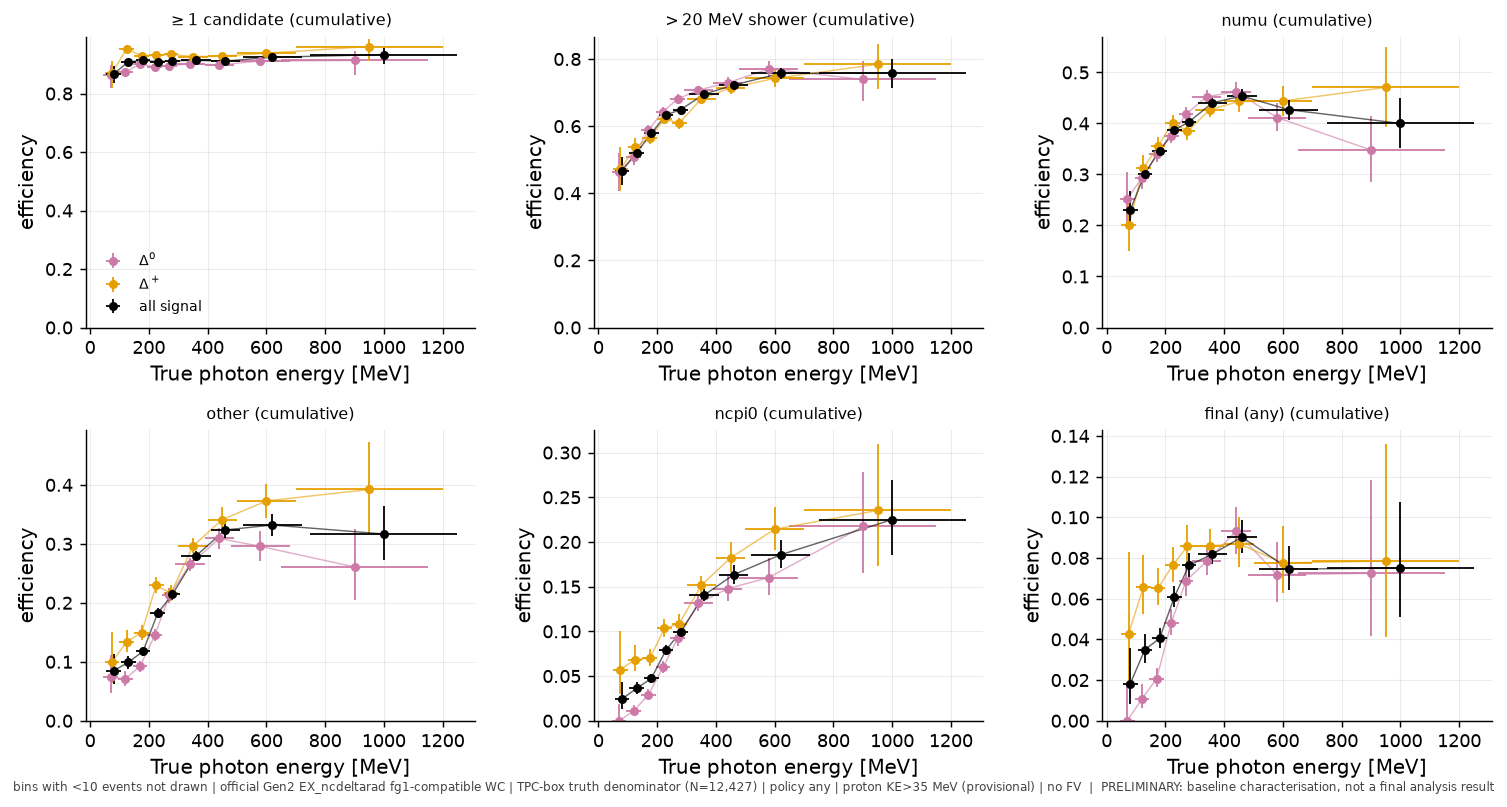 ≥ 1 candidate (cumulative)
efficiency
0.8
0.6
0.4
0.2
0.0
Δ⁰
Δ⁺
all signal
0 200 400 600 800 1000 1200
True photon energy [MeV]
> 20 MeV shower (cumulative)
efficiency
0.8
0.6
0.4
0.2
0.0
0 200 400 600 800 1000 1200
True photon energy [MeV]
numu (cumulative)
efficiency
0.5
0.4
0.3
0.2
0.1
0.0
0 200 400 600 800 1000 1200
True photon energy [MeV]
other (cumulative)
efficiency
0.4
0.3
0.2
0.1
0.0
0 200 400 600 800 1000 1200
True photon energy [MeV]
ncpi0 (cumulative)
efficiency
0.30
0.25
0.20
0.15
0.10
0.05
0.00
0 200 400 600 800 1000 1200
True photon energy [MeV]
final (any) (cumulative)
efficiency
0.14
0.12
0.10
0.08
0.06
0.04
0.02
0.00
0 200 400 600 800 1000 1200
True photon energy [MeV]
bins with <10 events not drawn | official Gen2 EX_ncdeltarad fg1-compatible WC | TPC-box truth denominator (N=12,427) | policy any | proton KE>35 MeV (provisional) | no FV | PRELIMINARY: baseline characterisation, not a final analysis result